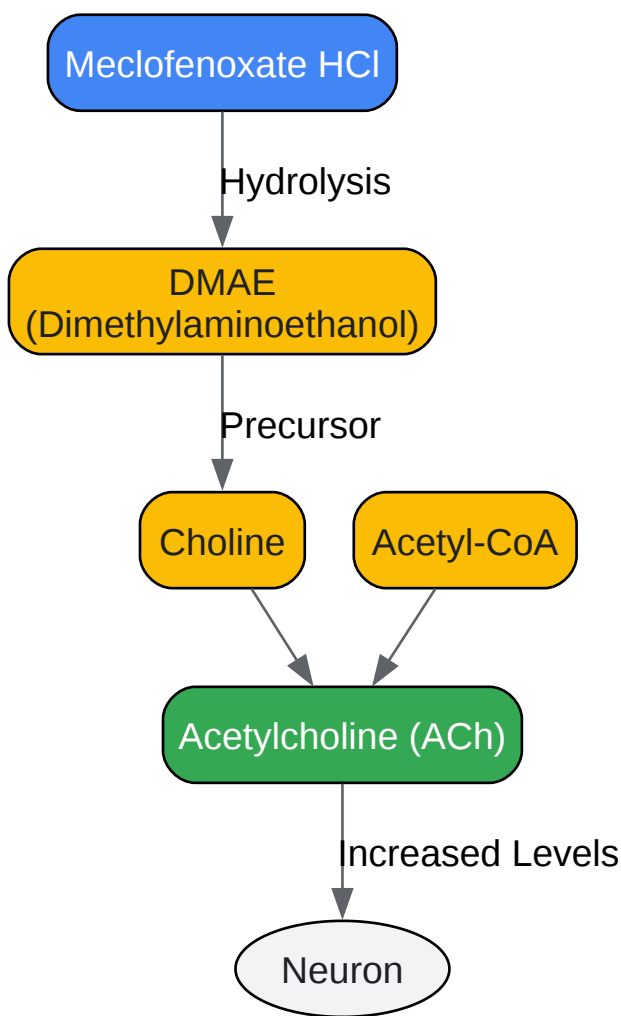 Meclofenoxate HCl
Hydrolysis
DMAE
(Dimethylaminoethanol)
Precursor
Choline
Acetyl-CoA
Acetylcholine (ACh)
Increased Levels
Neuron